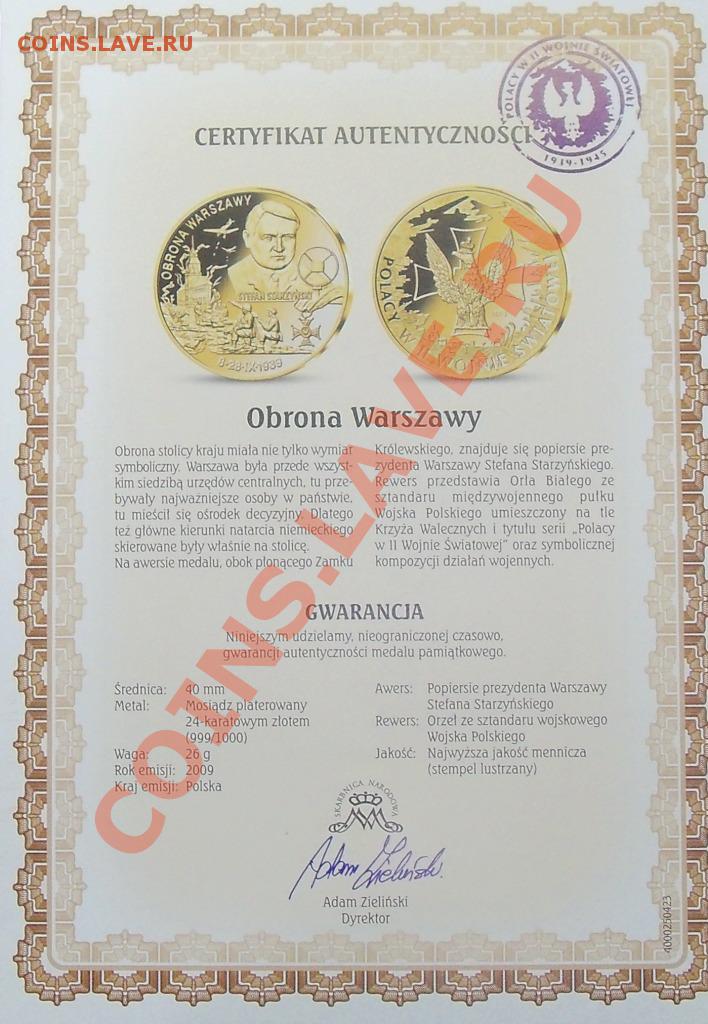 COINS.LAVE.RU
POLACY W II WOJNIE ŚWIATOWEJ
1939-1945
CERTYFIKAT AUTENTYCZNOŚCI
OBRONA WARSZAWY
STEFAN STARZYŃSKI
8-28·IX·1939
POLACY W II WOJNIE ŚWIATOWEJ
Obrona Warszawy
Obrona stolicy kraju miała nie tylko wymiar
symboliczny. Warszawa była przede wszyst-
kim siedzibą urzędów centralnych, tu prze-
bywały najważniejsze osoby w państwie,
tu mieścił się ośrodek decyzyjny. Dlatego
też główne kierunki natarcia niemieckiego
skierowane były właśnie na stolicę.
Na awersie medalu, obok płonącego Zamku
Królewskiego, znajduje się popiersie pre-
zydenta Warszawy Stefana Starzyńskiego.
Rewers przedstawia Orła Białego ze
sztandaru międzywojennego pułku
Wojska Polskiego umieszczony na tle
Krzyża Walecznych i tytułu serii „Polacy
w II Wojnie Światowej” oraz symbolicznej
kompozycji działań wojennych.
GWARANCJA
Niniejszym udzielamy, nieograniczonej czasowo,
gwarancji autentyczności medalu pamiątkowego.
Średnica: 40 mm
Metal: Mosiądz platerowany
24-karatowym złotem
(999/1000)
Waga: 26 g
Rok emisji: 2009
Kraj emisji: Polska
Awers: Popiersie prezydenta Warszawy
Stefana Starzyńskiego
Rewers: Orzeł ze sztandaru wojskowego
Wojska Polskiego
Jakość: Najwyższa jakość mennicza
(stempel lustrzany)
SKARBNICA NARODOWA
Adam Zieliński
Adam Zieliński
Dyrektor
4000250423
COINS.LAVE.RU